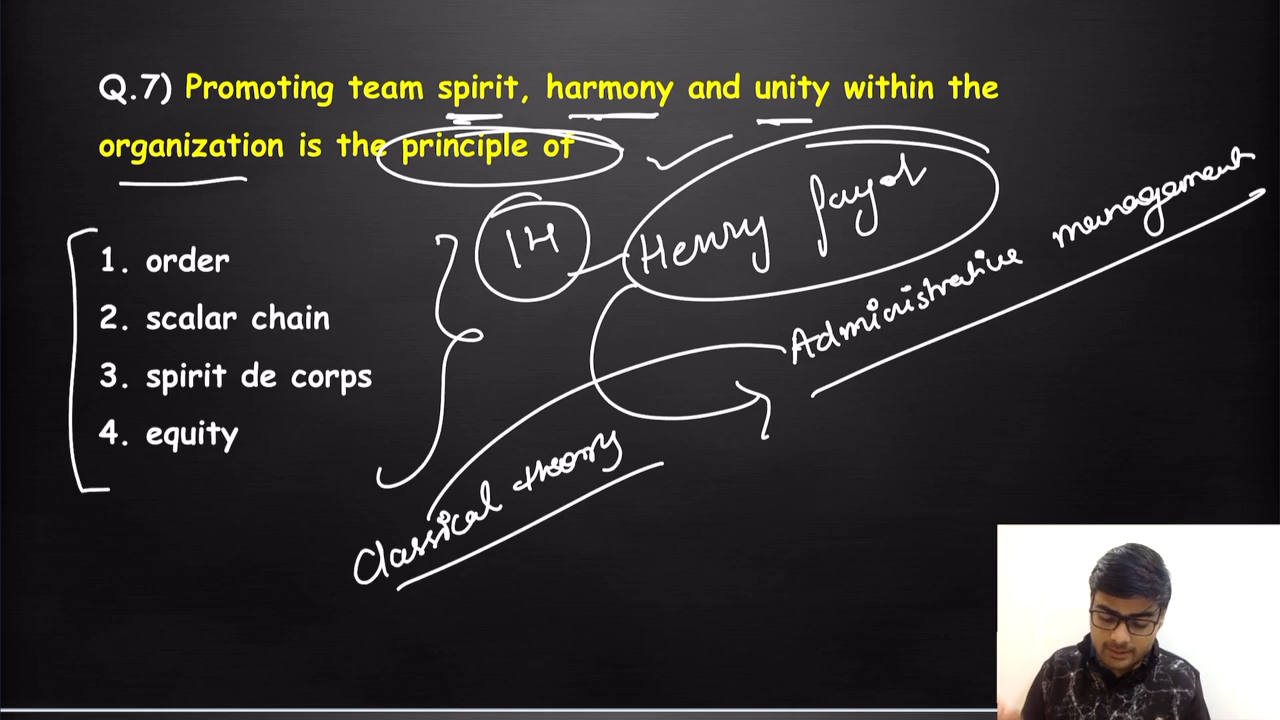 Q.7) Promoting team spirit, harmony and unity within the
organization is the principle of
1. order
2. scalar chain
3. spirit de corps
4. equity
14
Henry fayol
Administrative management
Classical theory